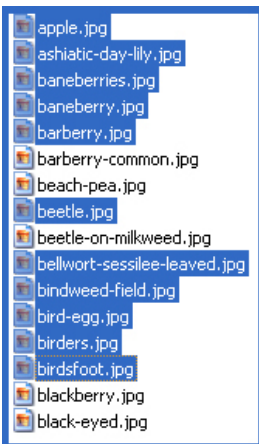 apple.jpg
ashiatic-day-lily.jpg
baneberries.jpg
baneberry.jpg
barberry.jpg
barberry-common.jpg
beach-pea.jpg
beetle.jpg
beetle-on-milkweed.jpg
bellwort-sessilee-leaved.jpg
bindweed-field.jpg
bird-egg.jpg
birders.jpg
birdsfoot.jpg
blackberry.jpg
black-eyed.jpg